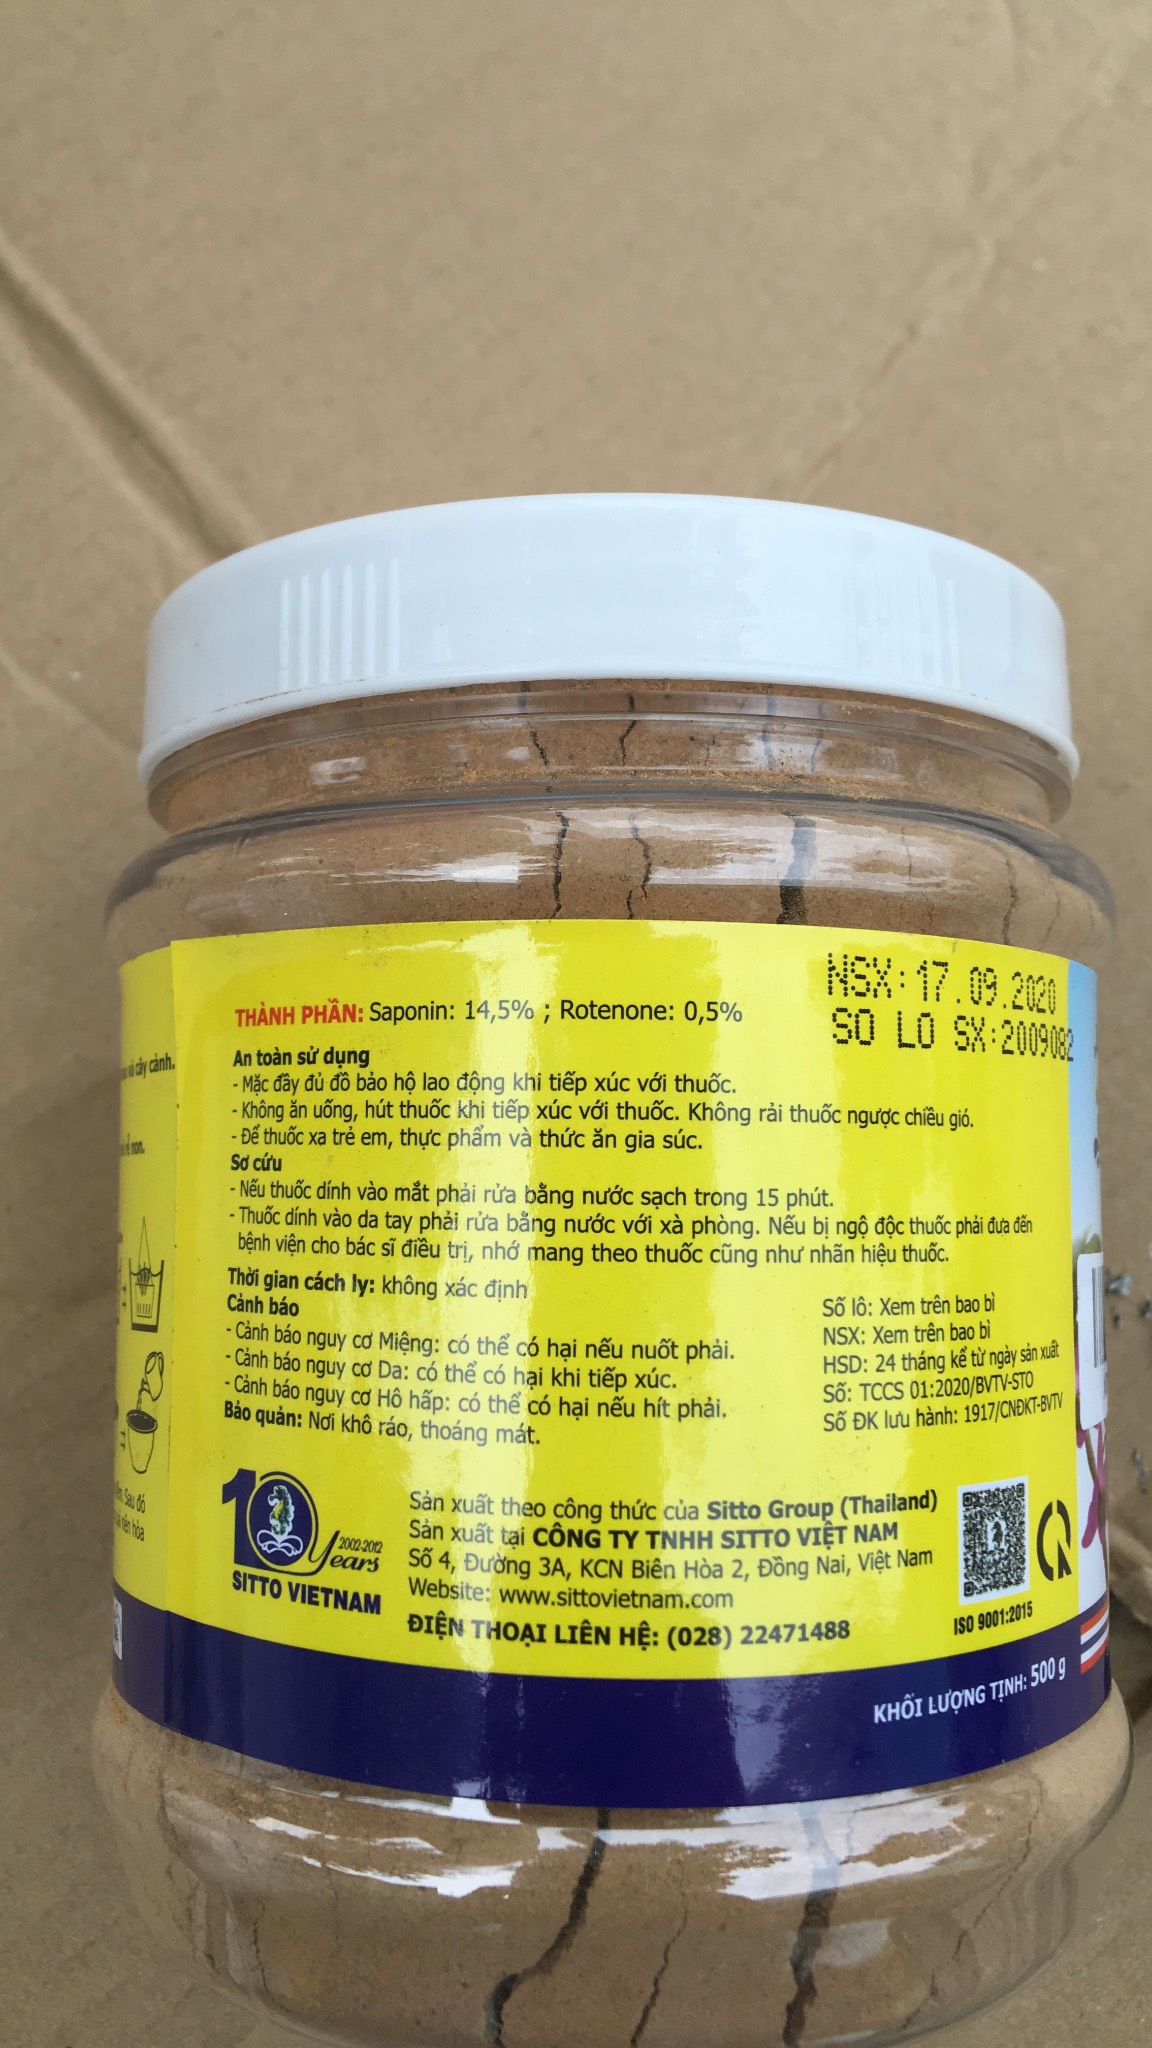 THÀNH PHẦN: Saponin: 14,5% ; Rotenone: 0,5%
NSX: 17.09.2020
SO LO SX:2009082
An toàn sử dụng
- Mặc đầy đủ đồ bảo hộ lao động khi tiếp xúc với thuốc.
- Không ăn uống, hút thuốc khi tiếp xúc với thuốc. Không rải thuốc ngược chiều gió.
- Để thuốc xa trẻ em, thực phẩm và thức ăn gia súc.
Sơ cứu
- Nếu thuốc dính vào mắt phải rửa bằng nước sạch trong 15 phút.
- Thuốc dính vào da tay phải rửa bằng nước với xà phòng. Nếu bị ngộ độc thuốc phải đưa đến
bệnh viện cho bác sĩ điều trị, nhớ mang theo thuốc cũng như nhãn hiệu thuốc.
Thời gian cách ly: không xác định
Cảnh báo
- Cảnh báo nguy cơ Miệng: có thể có hại nếu nuốt phải.
- Cảnh báo nguy cơ Da: có thể có hại khi tiếp xúc.
- Cảnh báo nguy cơ Hô hấp: có thể có hại nếu hít phải.
Bảo quản: Nơi khô ráo, thoáng mát.
Số lô: Xem trên bao bì
NSX: Xem trên bao bì
HSD: 24 tháng kể từ ngày sản xuất
Số: TCCS 01:2020/BVTV-STO
Số ĐK lưu hành: 1917/CNĐKT-BVTV
10 Years
2002-2012
SITTO VIETNAM
Sản xuất theo công thức của Sitto Group (Thailand)
Sản xuất tại CÔNG TY TNHH SITTO VIỆT NAM
Số 4, Đường 3A, KCN Biên Hòa 2, Đồng Nai, Việt Nam
Website: www.sittovietnam.com
ĐIỆN THOẠI LIÊN HỆ: (028) 22471488
ISO 9001:2015
KHỐI LƯỢNG TỊNH: 500 g
và cây cảnh.
rễ non.
Sau đó
nên hòa